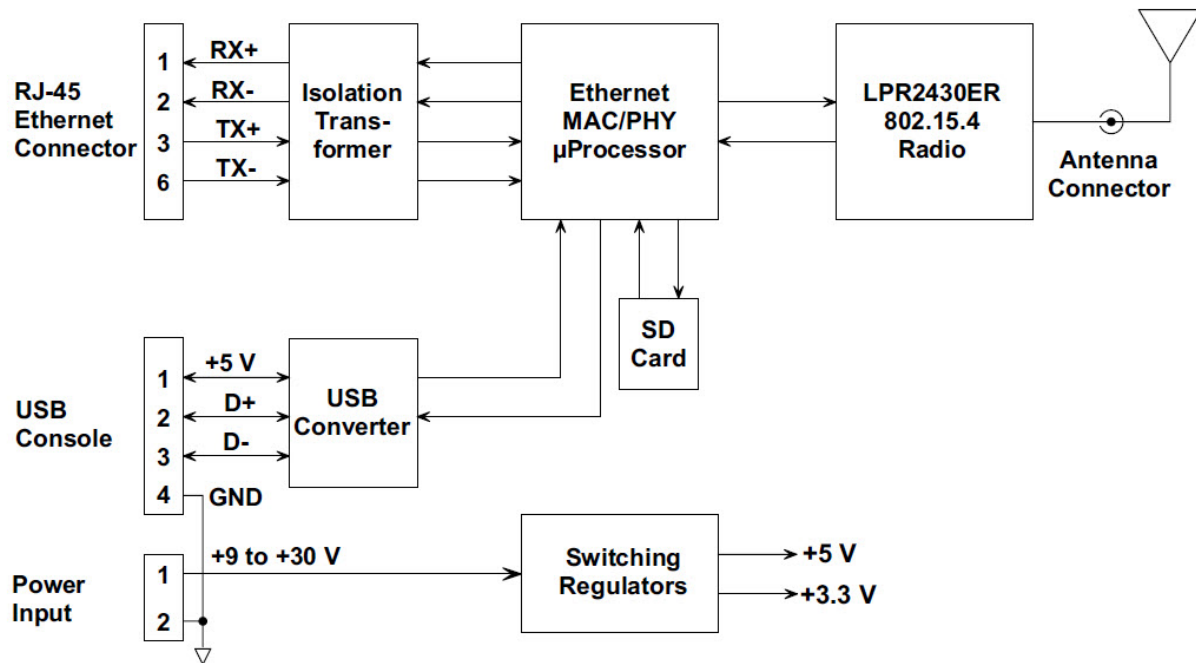 RJ-45
Ethernet
Connector
1
2
3
6
RX+
RX-
TX+
TX-
Isolation
Trans-
former
Ethernet
MAC/PHY
µProcessor
LPR2430ER
802.15.4
Radio
Antenna
Connector
SD
Card
USB
Console
1
2
3
4
+5 V
D+
D-
GND
USB
Converter
Power
Input
1
2
+9 to +30 V
Switching
Regulators
+5 V
+3.3 V